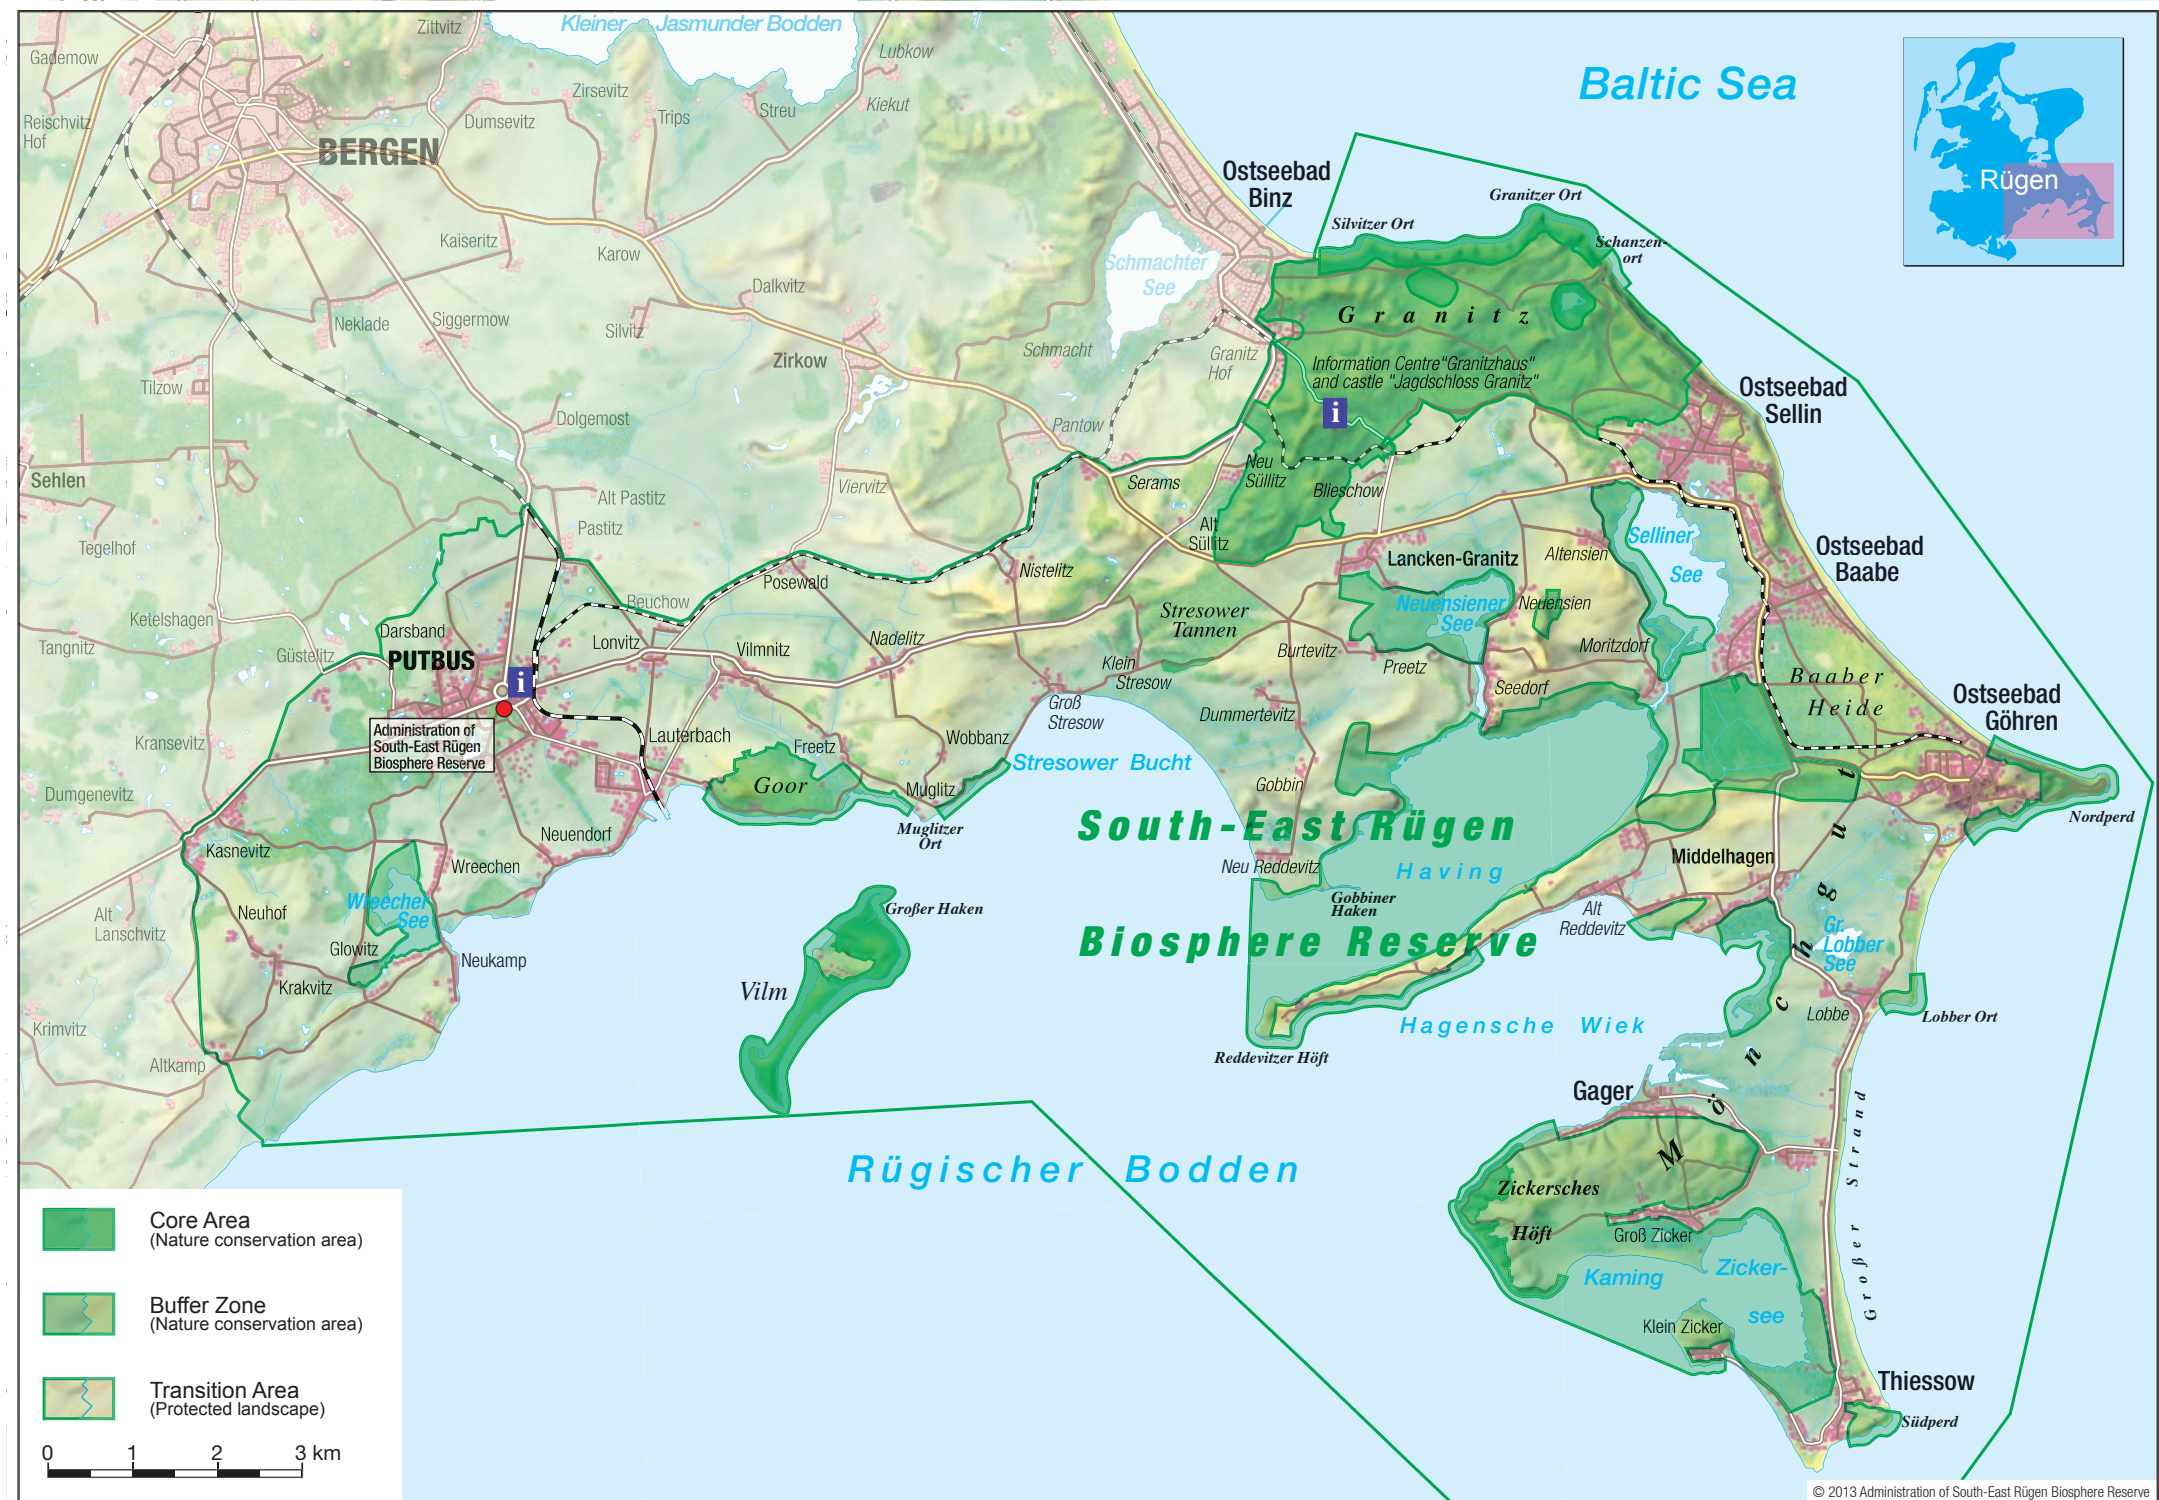 Kleiner Jasmunder Bodden
Zittvitz
Gademow
Lubkow
Baltic Sea
Zirsevitz
Kiekut
Streu
Trips
Dumsevitz
Reischvitz
Hof
BERGEN
Ostseebad
Binz
Rügen
Granitzer Ort
Silvitzer Ort
Schanzen-
ort
Kaiseritz
Karow
Schmachter
See
Dalkvitz
Neklade
Siggermow
Silvitz
Granitz
Zirkow
Schmacht
Granitz
Hof
Information Centre"Granitzhaus"
and castle "Jagdschloss Granitz"
i
Tilzow
Ostseebad
Sellin
Dolgemost
Pantow
Sehlen
Alt Pastitz
Viervitz
Serams
Neu
Süllitz
Blieschow
Pastitz
Alt
Süllitz
Selliner
See
Tegelhof
Lancken-Granitz
Altensien
Ostseebad
Baabe
Posewald
Nistelitz
Beuchow
Neuensiener
See
Neuensien
Stresower
Tannen
Ketelshagen
Darsband
Tangnitz
Güstelitz
PUTBUS
Lonvitz
Vilmnitz
Nadelitz
Burtevitz
Moritzdorf
Klein
Stresow
Preetz
Baaber
Heide
i
Seedorf
Ostseebad
Göhren
Groß
Stresow
Dummertevitz
Administration of
South-East Rügen
Biosphere Reserve
Kransevitz
Lauterbach
Freetz
Wobbanz
Stresower Bucht
Goor
Muglitz
Gobbin
Dumgenevitz
Nordperd
Muglitzer
Ort
South-East Rügen
Neuendorf
Kasnevitz
Wreechen
Neu Reddevitz
Having
Middelhagen
Wreecher
See
Gobbiner
Haken
Großer Haken
Neuhof
Alt
Lanschvitz
Alt
Reddevitz
Gr.
Lobber
See
Biosphere Reserve
Glowitz
Neukamp
Krakvitz
Vilm
Lobbe
Lobber Ort
Krimvitz
Hagensche Wiek
Reddevitzer Höft
Altkamp
Gager
Mönchgut
Großer Strand
Rügischer Bodden
Zickersches
Höft
Groß Zicker
Kaming
Zicker-
see
Klein Zicker
Thiessow
Südperd
Core Area
(Nature conservation area)
Buffer Zone
(Nature conservation area)
Transition Area
(Protected landscape)
0 1 2 3 km
© 2013 Administration of South-East Rügen Biosphere Reserve